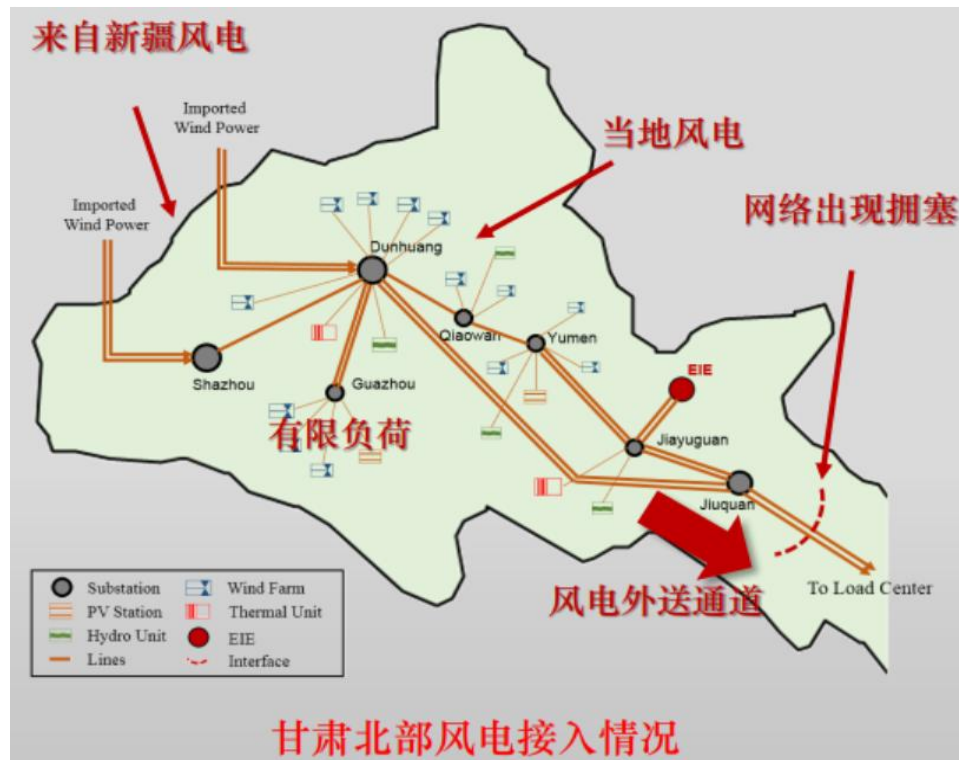 来自新疆风电
Imported
Wind Power
当地风电
网络出现拥塞
Imported
Wind Power
Dunhuang
Qiaowan
Yumen
Shazhou
Guazhou
EIE
有限负荷
Jiayuguan
Jiuquan
To Load Center
风电外送通道
Substation
Wind Farm
PV Station
Thermal Unit
Hydro Unit
EIE
Lines
Interface
甘肃北部风电接入情况